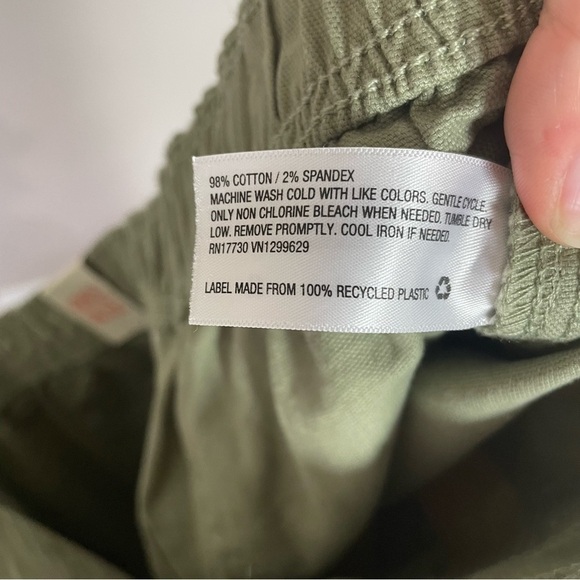 98% COTTON / 2% SPANDEX
MACHINE WASH COLD WITH LIKE COLORS. GENTLE CYCLE.
ONLY NON CHLORINE BLEACH WHEN NEEDED. TUMBLE DRY
LOW. REMOVE PROMPTLY. COOL IRON IF NEEDED.
RN17730 VN1299629
LABEL MADE FROM 100% RECYCLED PLASTIC